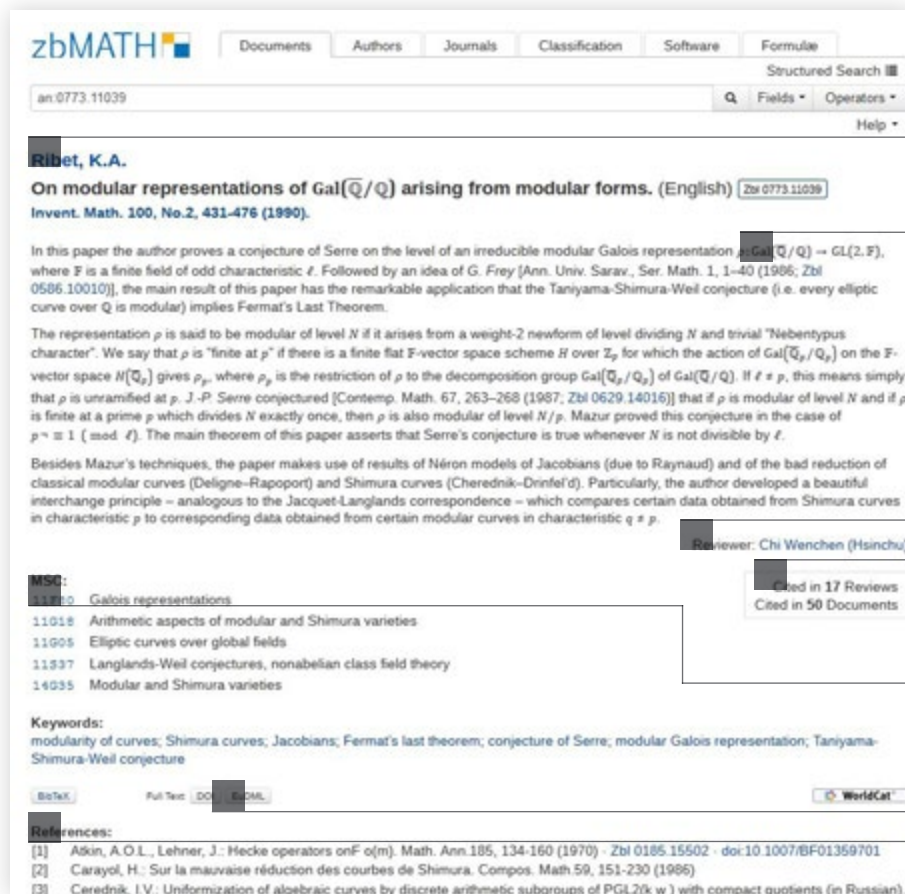 zbMATH
Documents Authors Journals Classification Software Formulæ
Structured Search
an:0773.11039 Fields Operators
Help
Ribet, K.A.
On modular representations of Gal(Q̅/Q) arising from modular forms. (English) Zbl 0773.11039
Invent. Math. 100, No.2, 431-476 (1990).
In this paper the author proves a conjecture of Serre on the level of an irreducible modular Galois representation ρ:Gal(Q̅/Q) → GL(2, F),
where F is a finite field of odd characteristic ℓ. Followed by an idea of G. Frey [Ann. Univ. Sarav., Ser. Math. 1, 1–40 (1986; Zbl
0586.10010)], the main result of this paper has the remarkable application that the Taniyama-Shimura-Weil conjecture (i.e. every elliptic
curve over Q is modular) implies Fermat's Last Theorem.
The representation ρ is said to be modular of level N if it arises from a weight-2 newform of level dividing N and trivial "Nebentypus
character". We say that ρ is "finite at p" if there is a finite flat F-vector space scheme H over Z_p for which the action of Gal(Q̅_p/Q_p) on the F-
vector space H(Q̅_p) gives ρ_p, where ρ_p is the restriction of ρ to the decomposition group Gal(Q̅_p/Q_p) of Gal(Q̅/Q). If ℓ ≠ p, this means simply
that ρ is unramified at p. J.-P. Serre conjectured [Contemp. Math. 67, 263–268 (1987; Zbl 0629.14016)] that if ρ is modular of level N and if ρ
is finite at a prime p which divides N exactly once, then ρ is also modular of level N/p. Mazur proved this conjecture in the case of
p¬ ≡ 1 ( mod ℓ). The main theorem of this paper asserts that Serre's conjecture is true whenever N is not divisible by ℓ.
Besides Mazur's techniques, the paper makes use of results of Néron models of Jacobians (due to Raynaud) and of the bad reduction of
classical modular curves (Deligne–Rapoport) and Shimura curves (Cherednik–Drinfel'd). Particularly, the author developed a beautiful
interchange principle – analogous to the Jacquet-Langlands correspondence – which compares certain data obtained from Shimura curves
in characteristic p to corresponding data obtained from certain modular curves in characteristic q ≠ p.
Reviewer: Chi Wenchen (Hsinchu)
MSC:
Galois representations
11G18 Arithmetic aspects of modular and Shimura varieties
11G05 Elliptic curves over global fields
11S37 Langlands-Weil conjectures, nonabelian class field theory
14G35 Modular and Shimura varieties
Cited in 17 Reviews
Cited in 50 Documents
Keywords:
modularity of curves; Shimura curves; Jacobians; Fermat's last theorem; conjecture of Serre; modular Galois representation; Taniyama-
Shimura-Weil conjecture
BibTeX Full Text: DOI EuDML WorldCat
References:
[1] Atkin, A.O.L., Lehner, J.: Hecke operators onΓ o(m). Math. Ann.185, 134-160 (1970) · Zbl 0185.15502 · doi:10.1007/BF01359701
[2] Carayol, H.: Sur la mauvaise réduction des courbes de Shimura. Compos. Math.59, 151-230 (1986)
[3] Cerednik, I.V.: Uniformization of algebraic curves by discrete arithmetic subgroups of PGL2(k w ) with compact quotients (in Russian).